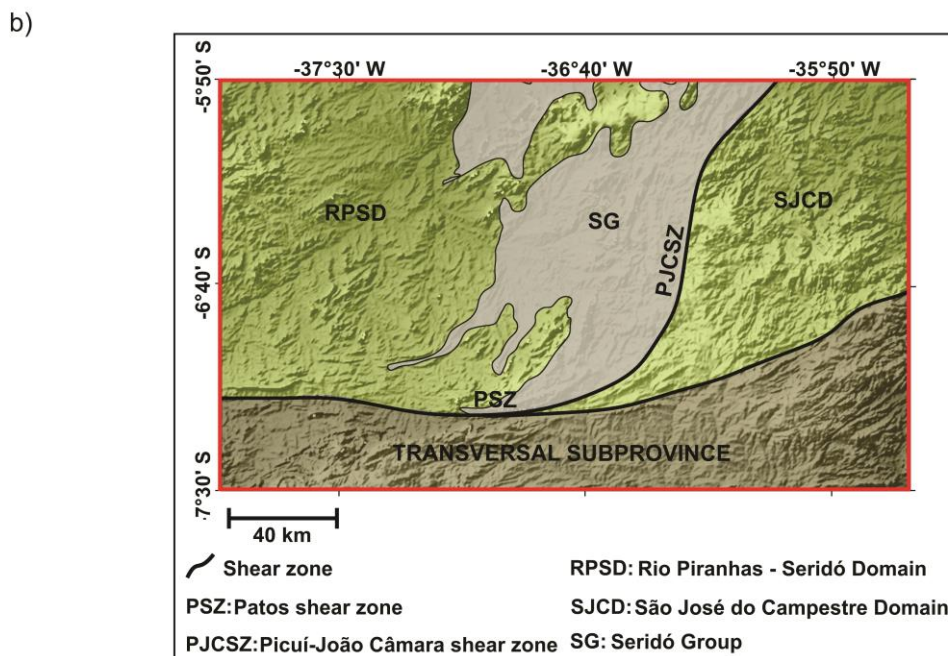 b)
-37°30' W
-36°40' W
-35°50' W
-5°50' S
RPSD
SG
SJCD
PJCSZ
-6°40' S
PSZ
TRANSVERSAL SUBPROVINCE
-7°30' S
40 km
Shear zone
RPSD: Rio Piranhas - Seridó Domain
PSZ:Patos shear zone
SJCD:São José do Campestre Domain
PJCSZ:Picuí-João Câmara shear zone
SG: Seridó Group